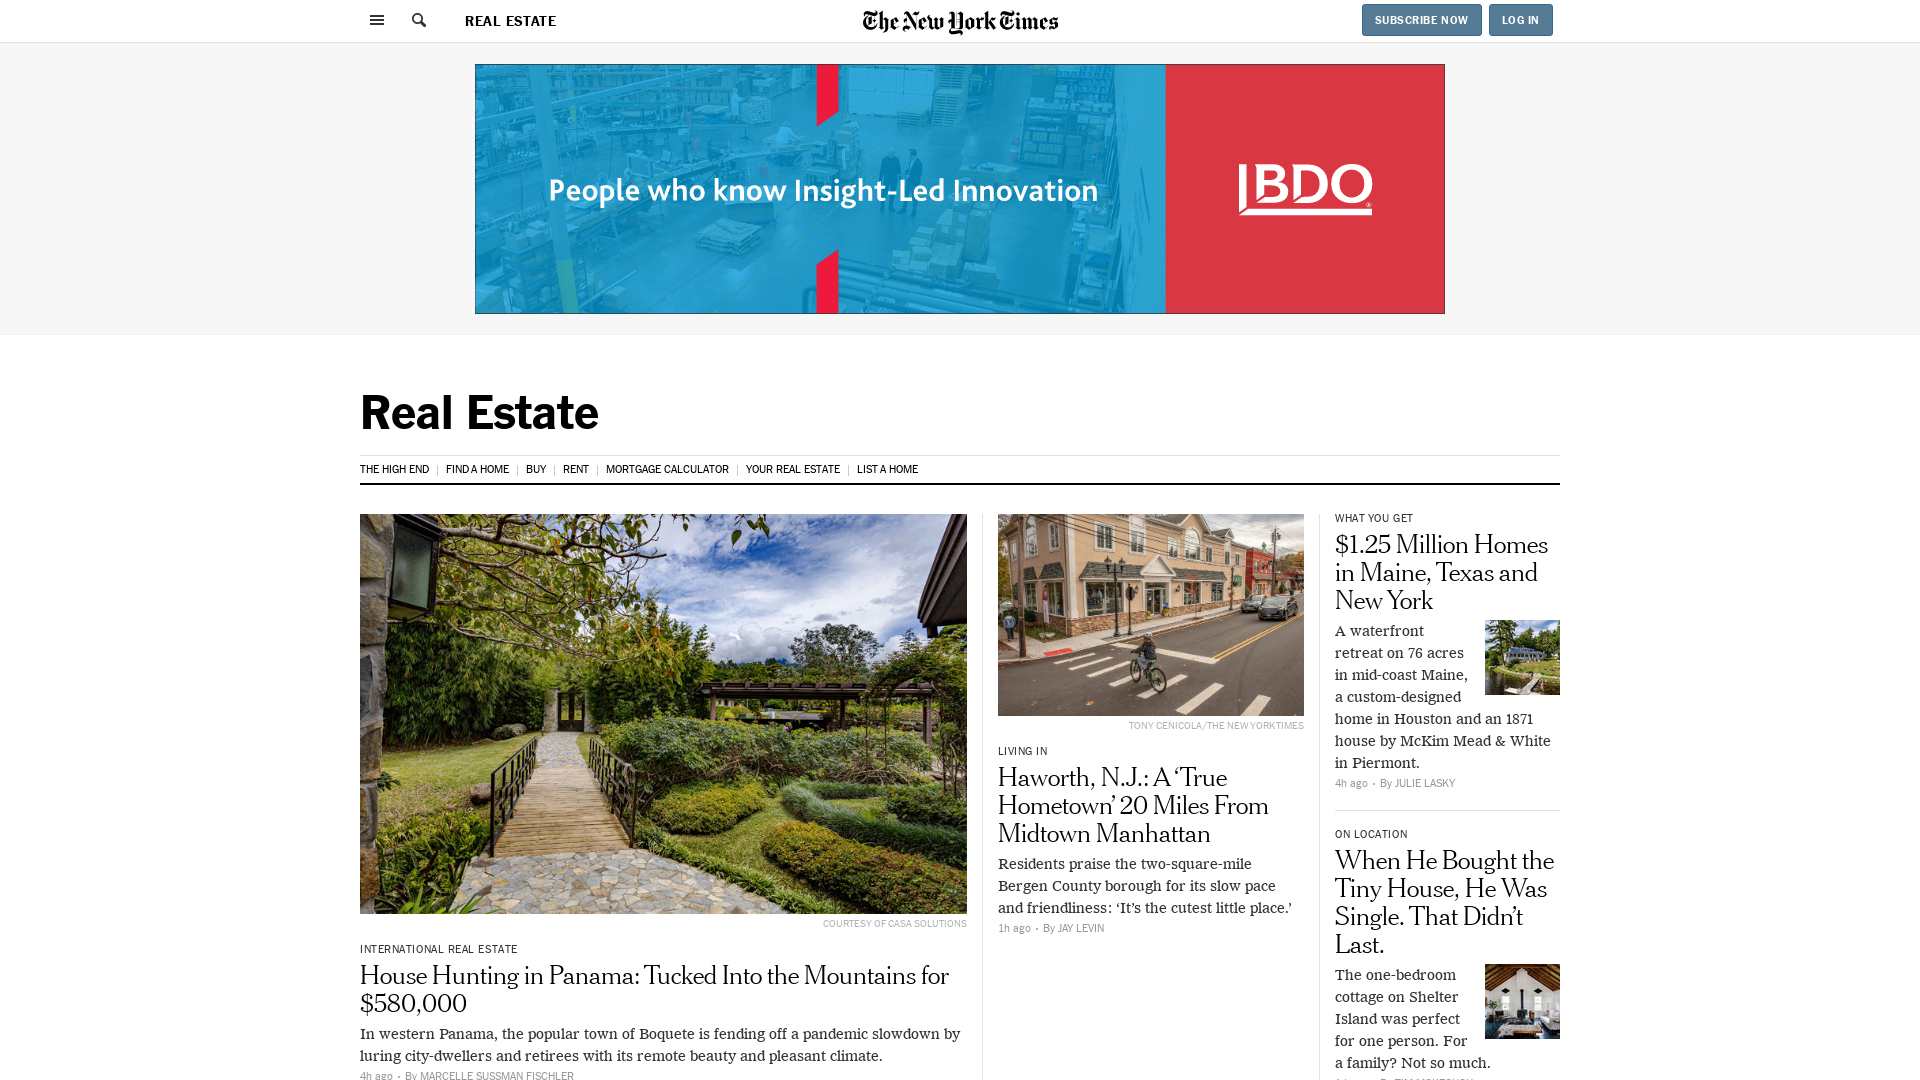 REAL ESTATE
The New York Times
SUBSCRIBE NOW
LOG IN
People who know Insight-Led Innovation
BDO
Real Estate
THE HIGH END
FIND A HOME
BUY
RENT
MORTGAGE CALCULATOR
YOUR REAL ESTATE
LIST A HOME
COURTESY OF CASA SOLUTIONS
INTERNATIONAL REAL ESTATE
House Hunting in Panama: Tucked Into the Mountains for
$580,000
In western Panama, the popular town of Boquete is fending off a pandemic slowdown by
luring city-dwellers and retirees with its remote beauty and pleasant climate.
4h ago • By MARCELLE SUSSMAN FISCHLER
TONY CENICOLA/THE NEW YORK TIMES
LIVING IN
Haworth, N.J.: A ‘True
Hometown’ 20 Miles From
Midtown Manhattan
Residents praise the two-square-mile
Bergen County borough for its slow pace
and friendliness: ‘It’s the cutest little place.’
1h ago • By JAY LEVIN
WHAT YOU GET
$1.25 Million Homes
in Maine, Texas and
New York
A waterfront
retreat on 76 acres
in mid-coast Maine,
a custom-designed
home in Houston and an 1871
house by McKim Mead & White
in Piermont.
4h ago • By JULIE LASKY
ON LOCATION
When He Bought the
Tiny House, He Was
Single. That Didn’t
Last.
The one-bedroom
cottage on Shelter
Island was perfect
for one person. For
a family? Not so much.